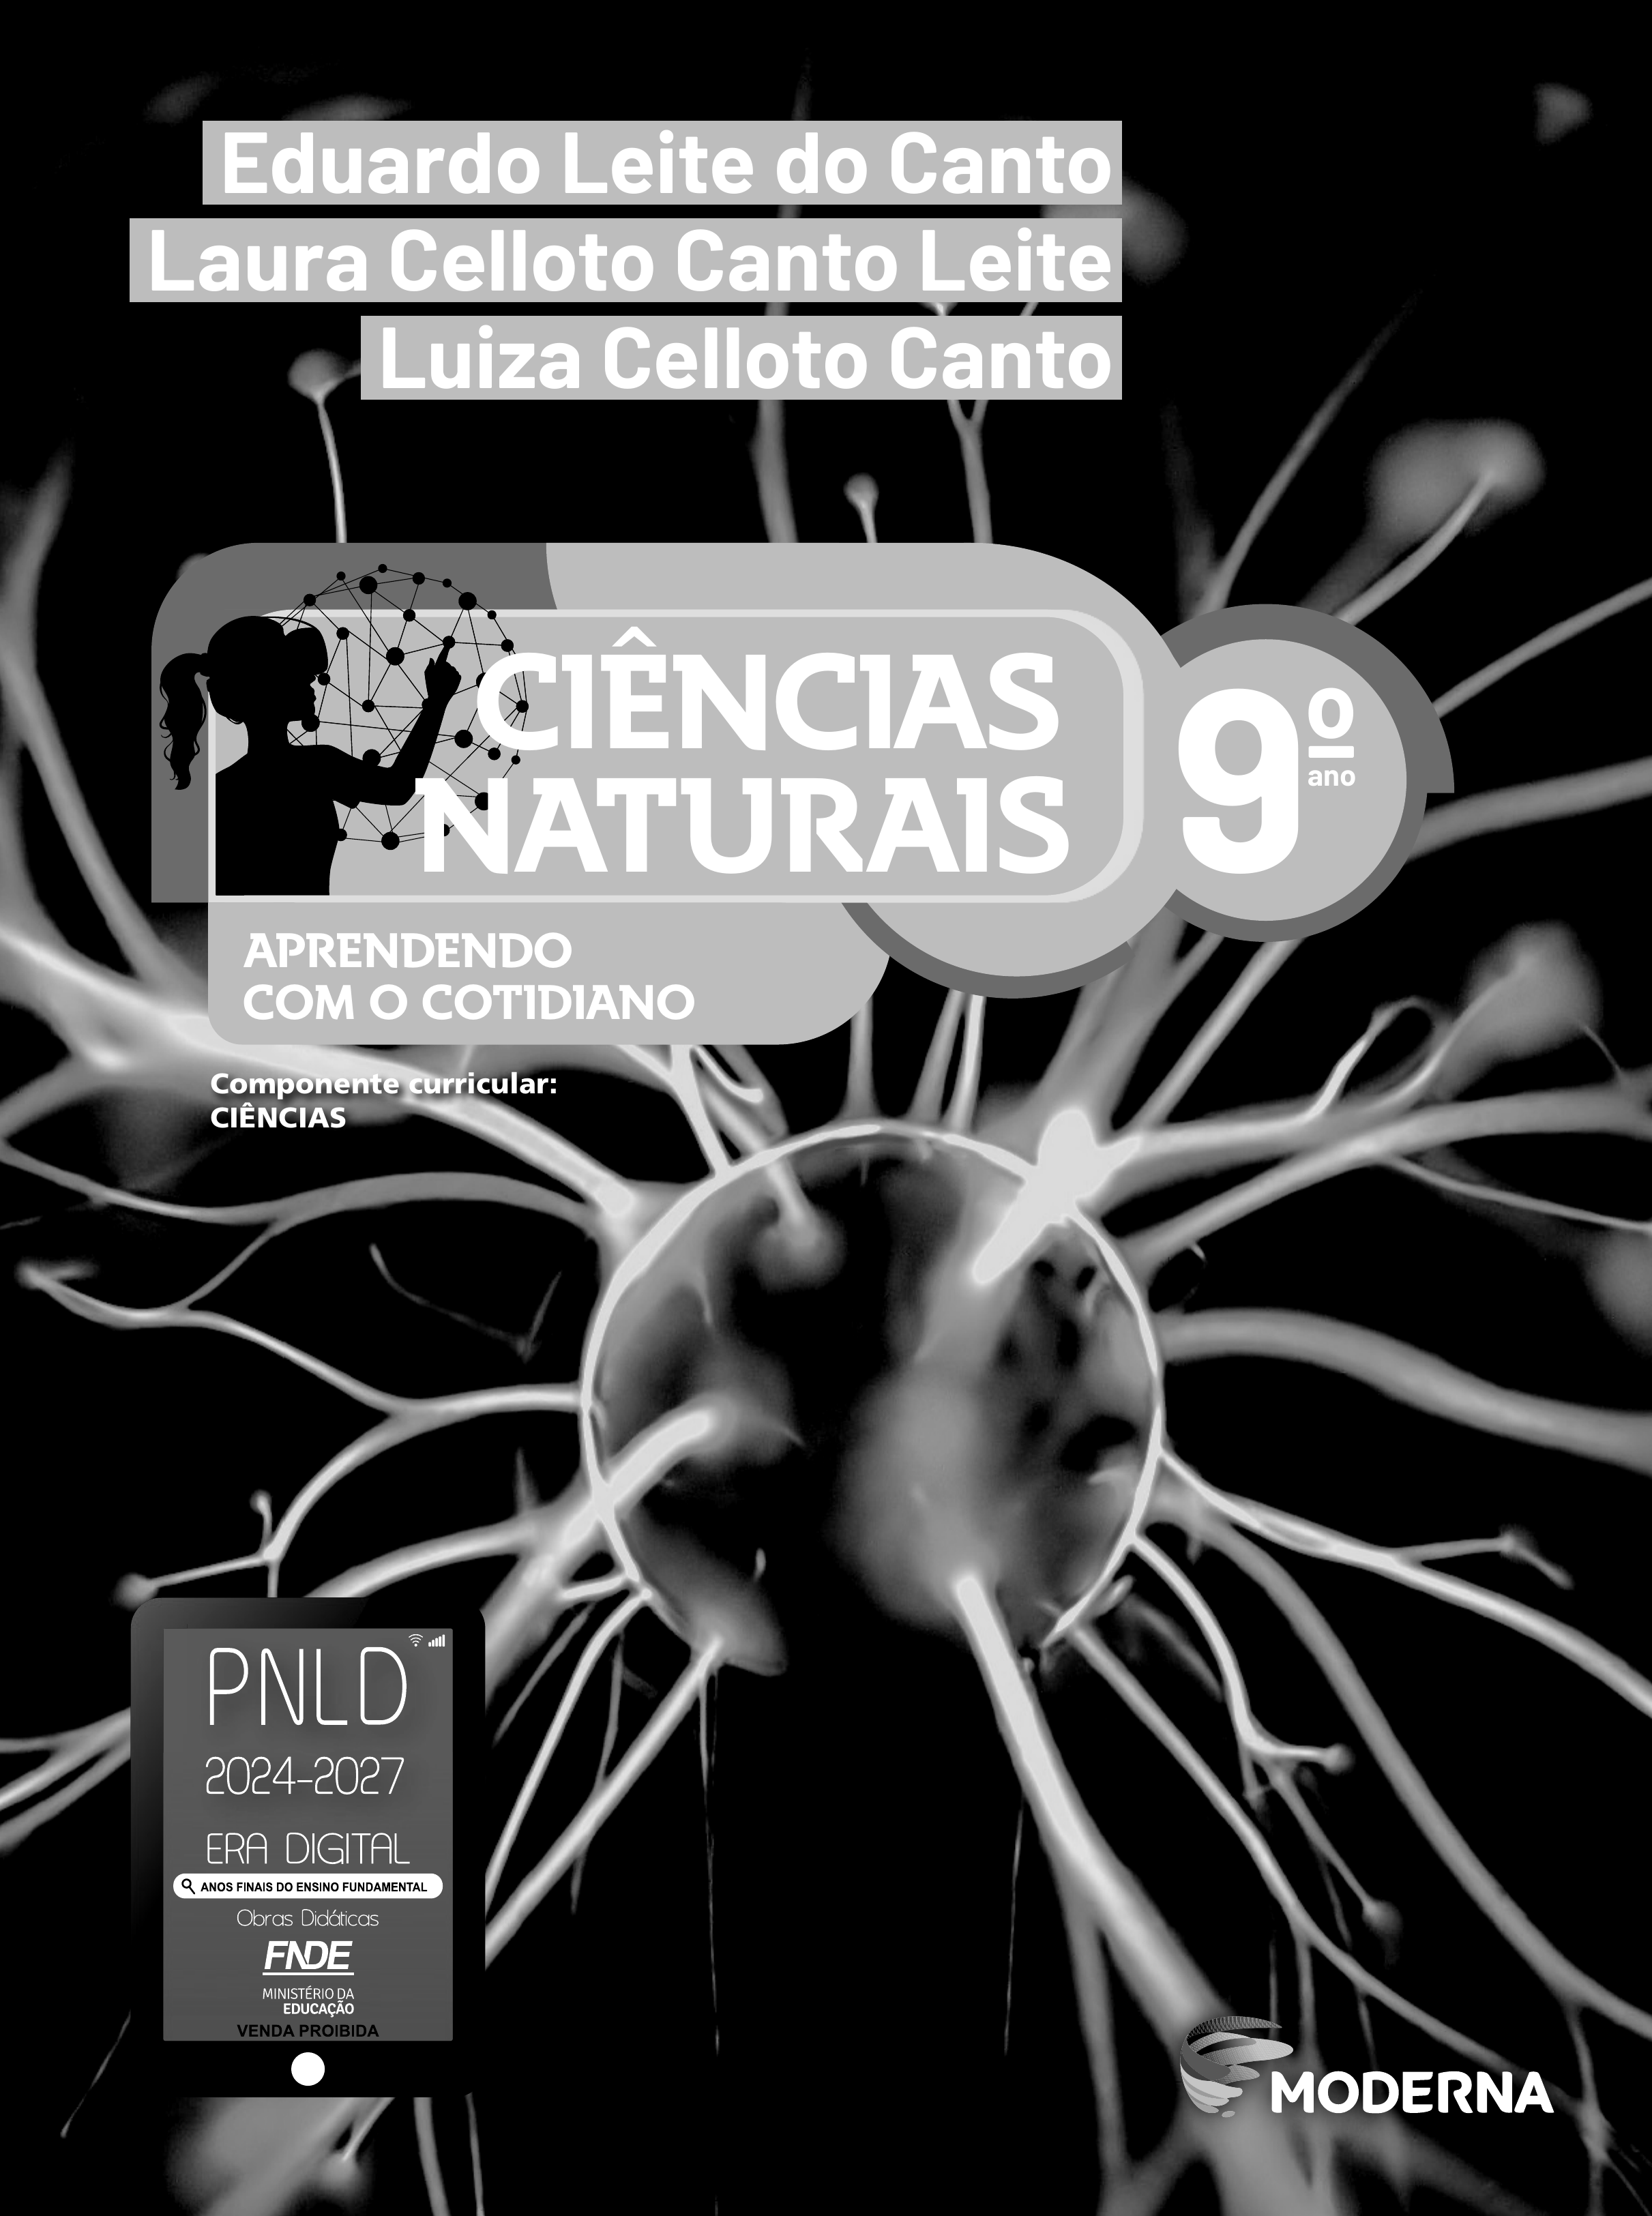 Eduardo Leite do Canto
Laura Celloto Canto Leite
Luiza Celloto Canto
CIÊNCIAS
NATURAIS
9º
ano
APRENDENDO
COM O COTIDIANO
Componente curricular:
CIÊNCIAS
PNLD
2024-2027
ERA DIGITAL
ANOS FINAIS DO ENSINO FUNDAMENTAL
Obras Didáticas
FNDE
MINISTÉRIO DA
EDUCAÇÃO
VENDA PROIBIDA
MODERNA